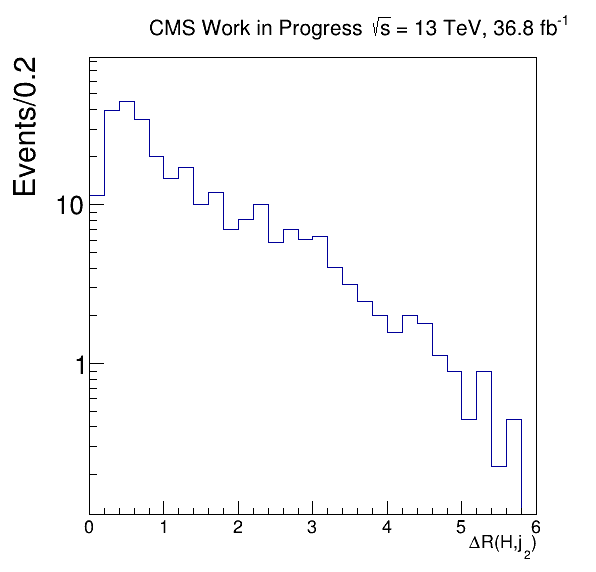 CMS Work in Progress √s = 13 TeV, 36.8 fb⁻¹
Events/0.2
10
1
0 1 2 3 4 5 6
ΔR(H,j₂)